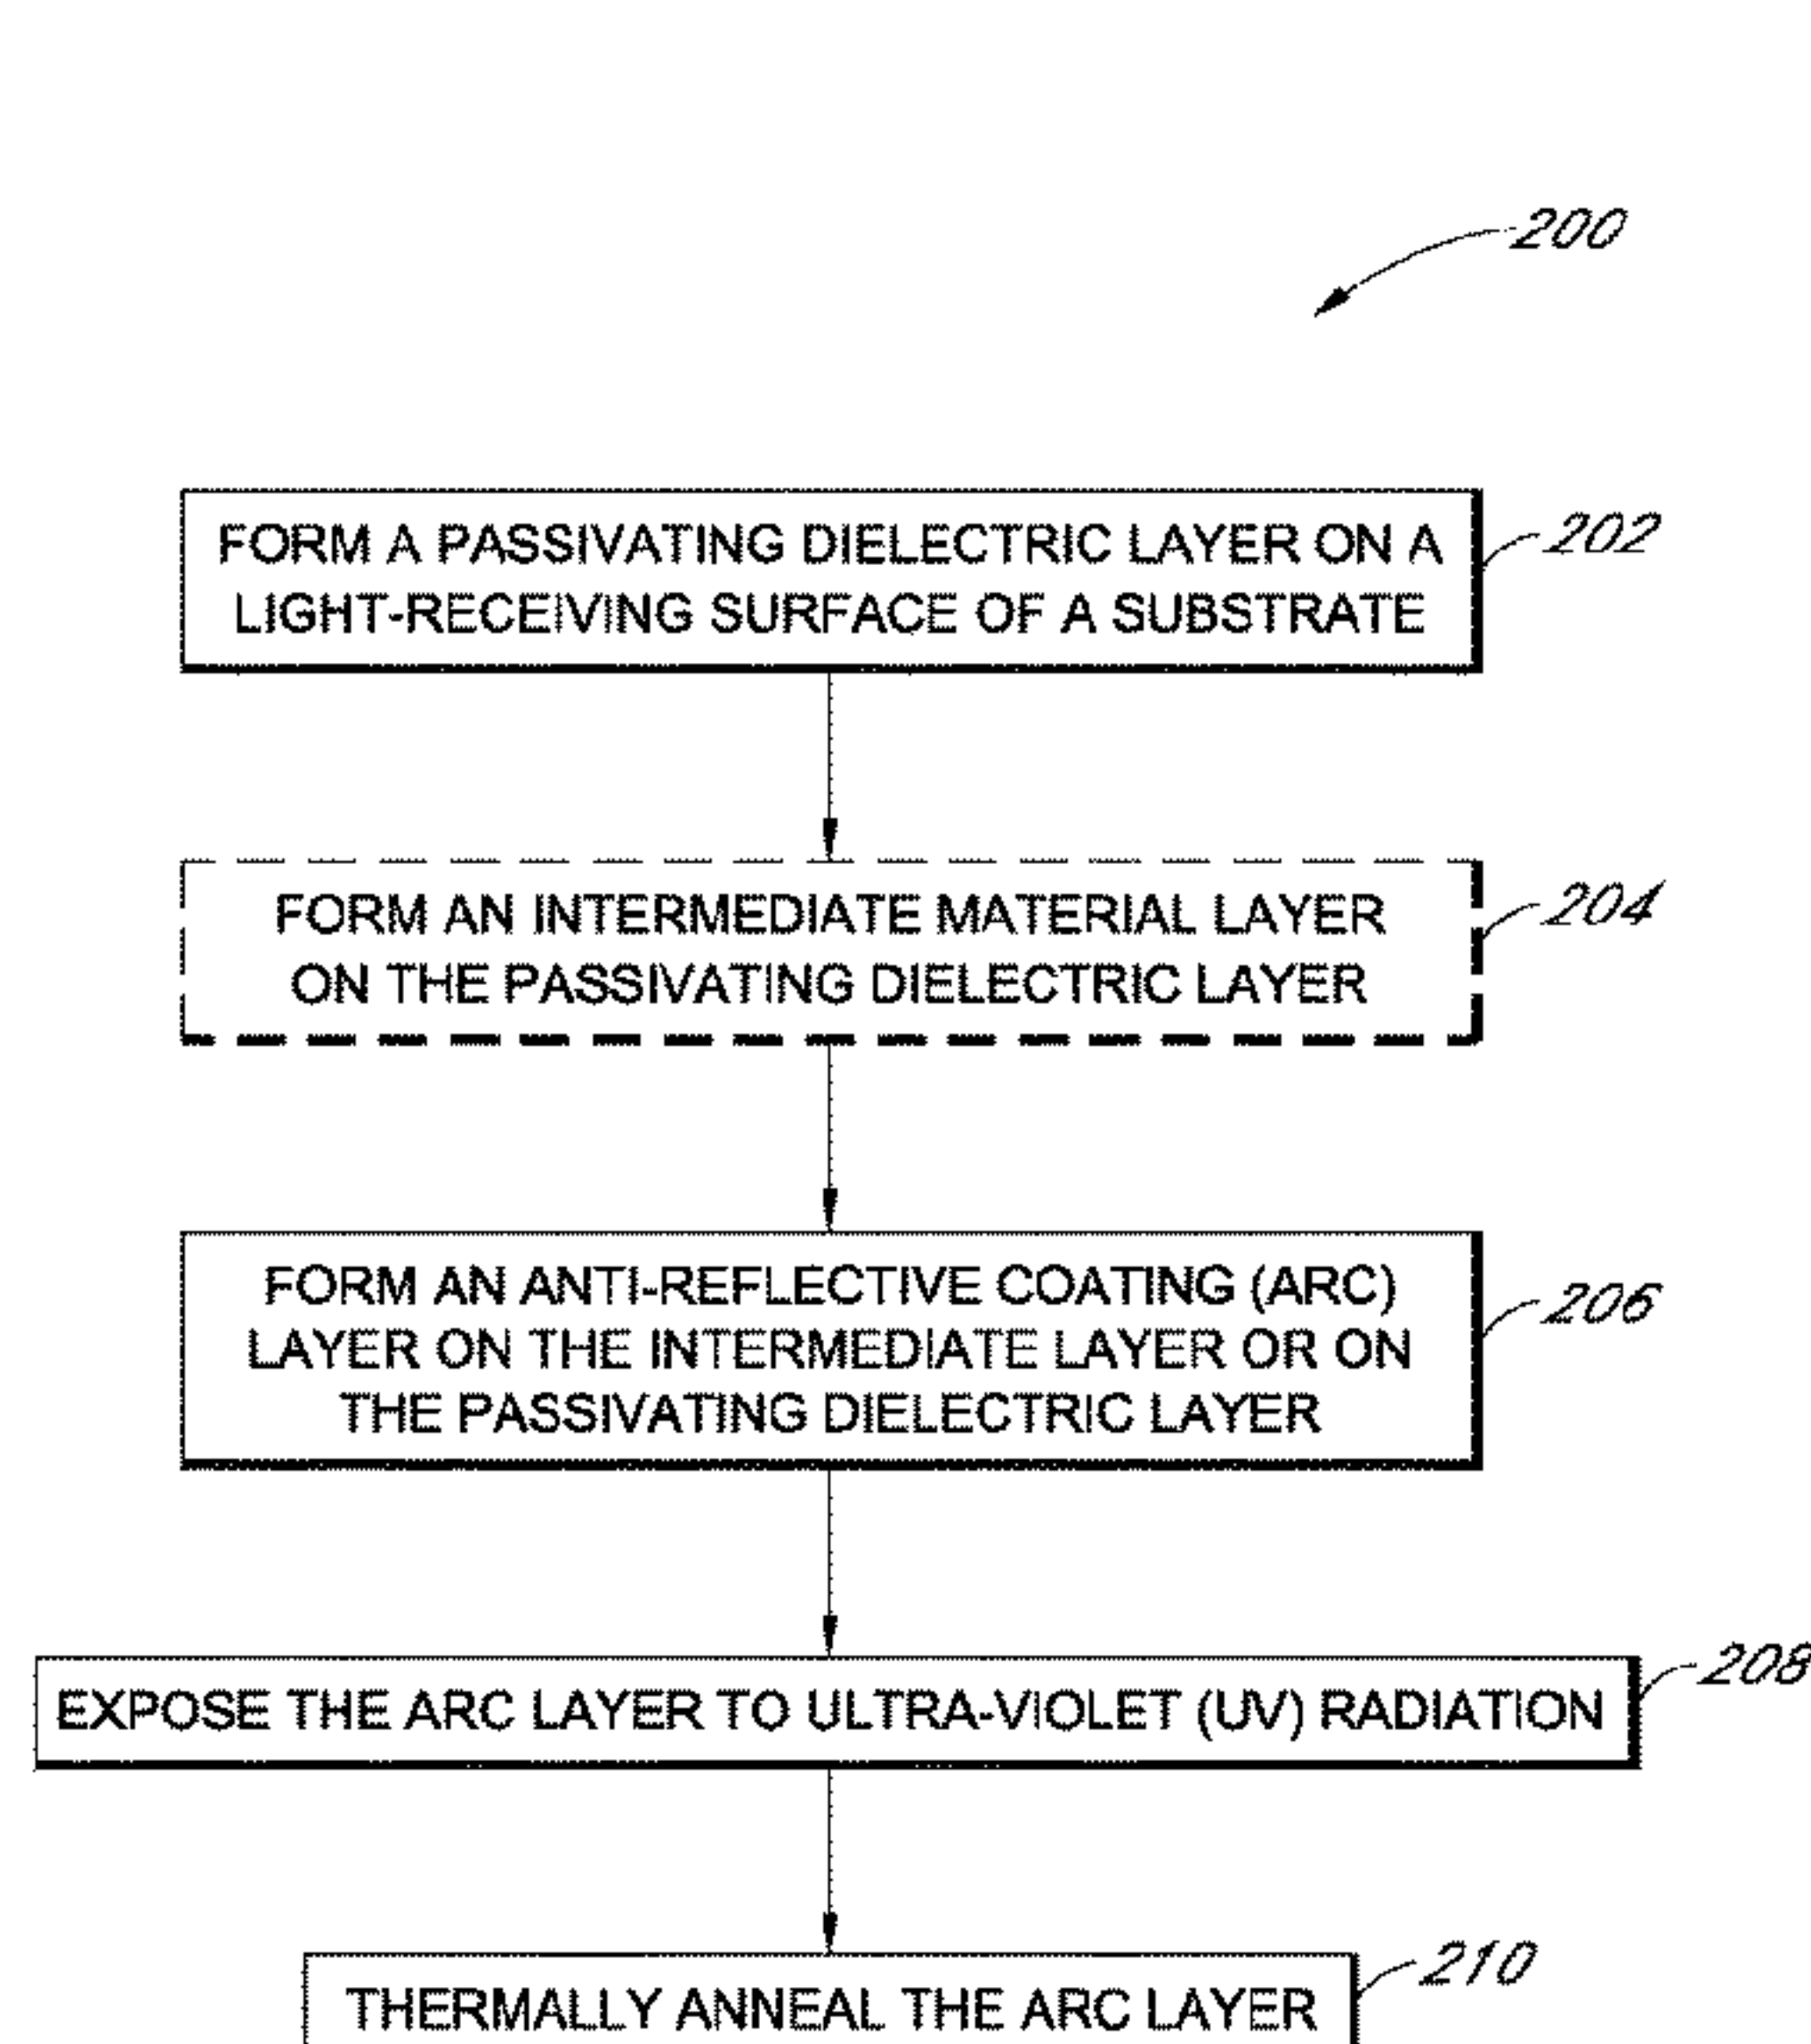 200
FORM A PASSIVATING DIELECTRIC LAYER ON A
LIGHT-RECEIVING SURFACE OF A SUBSTRATE
202
FORM AN INTERMEDIATE MATERIAL LAYER
ON THE PASSIVATING DIELECTRIC LAYER
204
FORM AN ANTI-REFLECTIVE COATING (ARC)
LAYER ON THE INTERMEDIATE LAYER OR ON
THE PASSIVATING DIELECTRIC LAYER
206
EXPOSE THE ARC LAYER TO ULTRA-VIOLET (UV) RADIATION
208
THERMALLY ANNEAL THE ARC LAYER
210